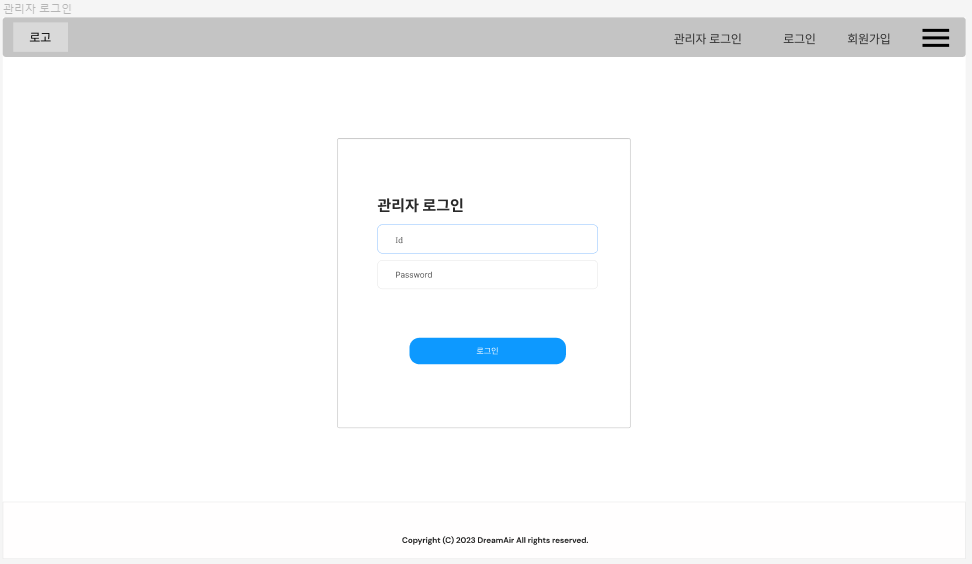 관리자 로그인
로고
관리자 로그인 로그인 회원가입
관리자 로그인
Id
Password
로그인
Copyright (C) 2023 DreamAir All rights reserved.